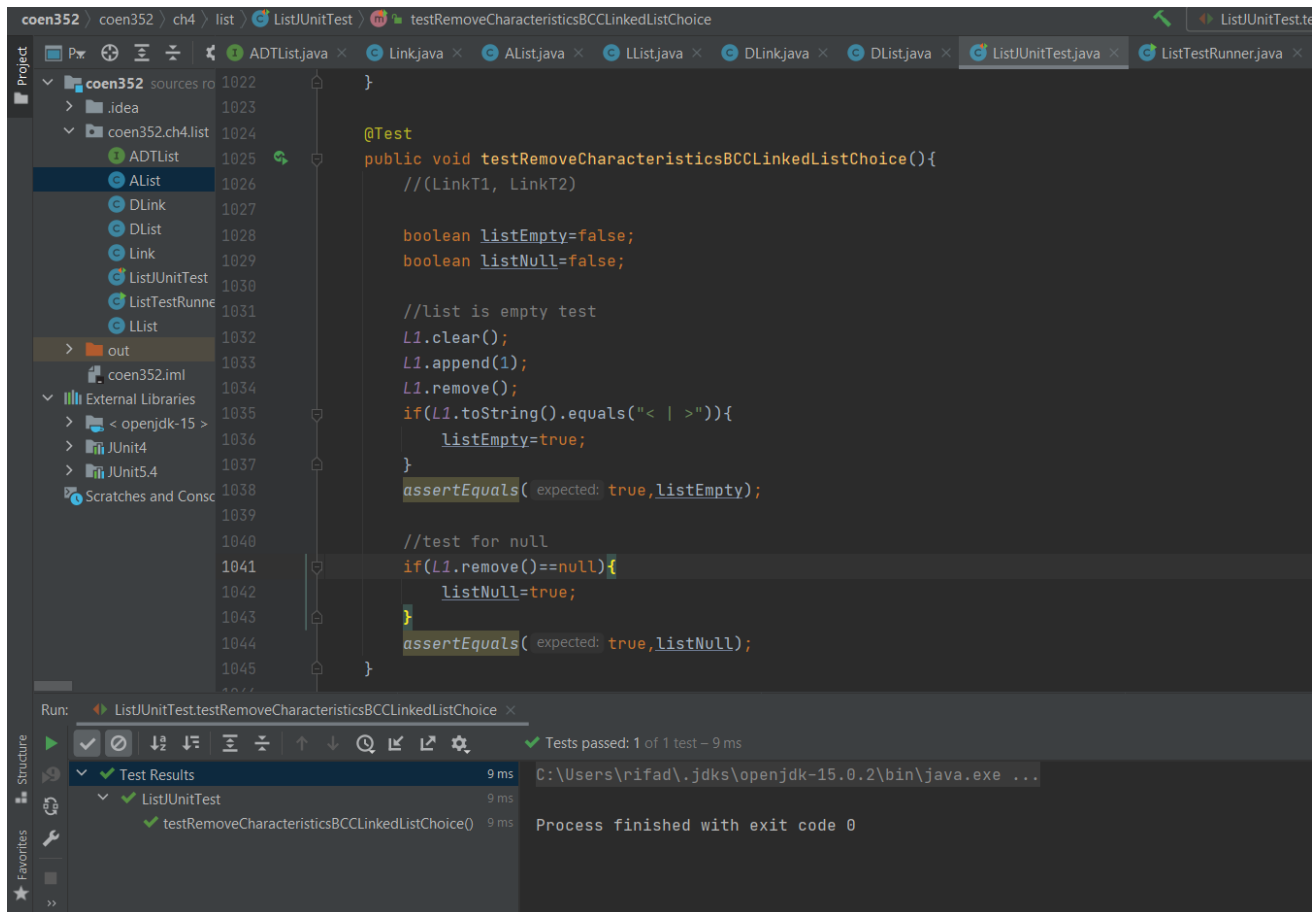 coen352 〉 coen352 〉 ch4 〉 list 〉 ListJUnitTest 〉 testRemoveCharacteristicsBCCLinkedListChoice ListJUnitTest.te
Project
P
ADTList.java × Link.java × AList.java × LList.java × DLink.java × DList.java × ListJUnitTest.java × ListTestRunner.java ×
coen352 sources ro
.idea
coen352.ch4.list
ADTList
AList
DLink
DList
Link
ListJUnitTest
ListTestRunne
LList
out
coen352.iml
External Libraries
< openjdk-15 >
JUnit4
JUnit5.4
Scratches and Consc
1022 }
1023
1024 @Test
1025 public void testRemoveCharacteristicsBCCLinkedListChoice(){
1026 //(LinkT1, LinkT2)
1027
1028 boolean listEmpty=false;
1029 boolean listNull=false;
1030
1031 //list is empty test
1032 L1.clear();
1033 L1.append(1);
1034 L1.remove();
1035 if(L1.toString().equals("< | >")){
1036 listEmpty=true;
1037 }
1038 assertEquals( expected: true,listEmpty);
1039
1040 //test for null
1041 if(L1.remove()==null){
1042 listNull=true;
1043 }
1044 assertEquals( expected: true,listNull);
1045 }
Run: ListJUnitTest.testRemoveCharacteristicsBCCLinkedListChoice ×
Tests passed: 1 of 1 test – 9 ms
Test Results 9 ms
ListJUnitTest 9 ms
testRemoveCharacteristicsBCCLinkedListChoice() 9 ms
C:\Users\rifad\.jdks\openjdk-15.0.2\bin\java.exe ...
Process finished with exit code 0
Structure
Favorites